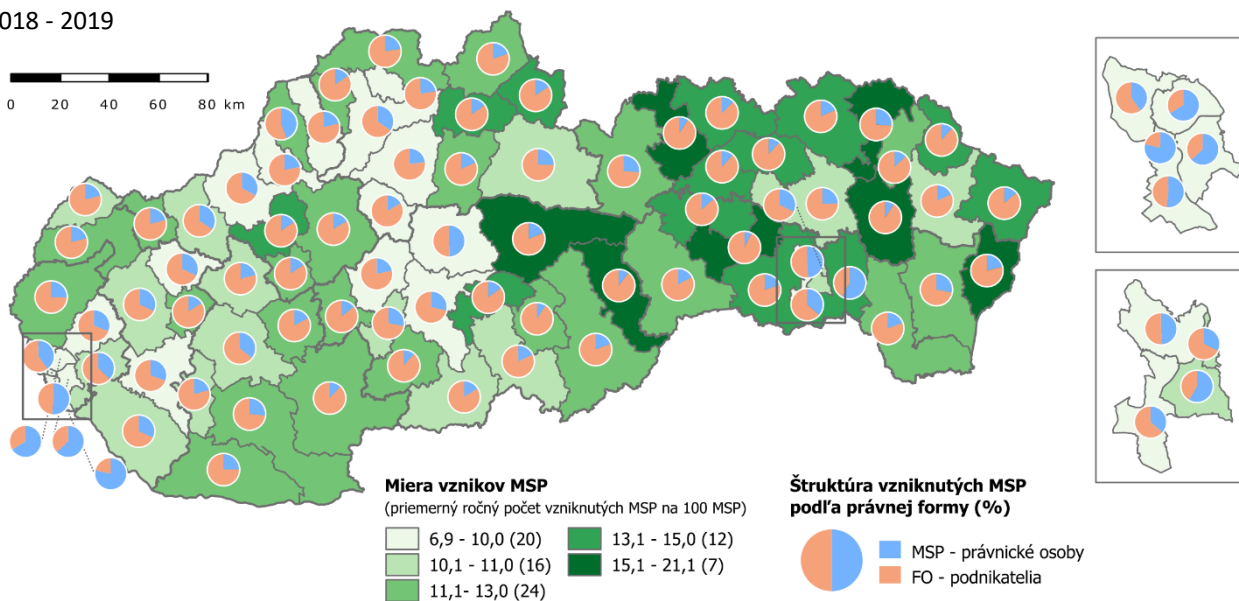 018 - 2019
0 20 40 60 80 km
Miera vznikov MSP
(priemerný ročný počet vzniknutých MSP na 100 MSP)
6,9 - 10,0 (20)
10,1 - 11,0 (16)
11,1- 13,0 (24)
13,1 - 15,0 (12)
15,1 - 21,1 (7)
Štruktúra vzniknutých MSP
podľa právnej formy (%)
MSP - právnické osoby
FO - podnikatelia